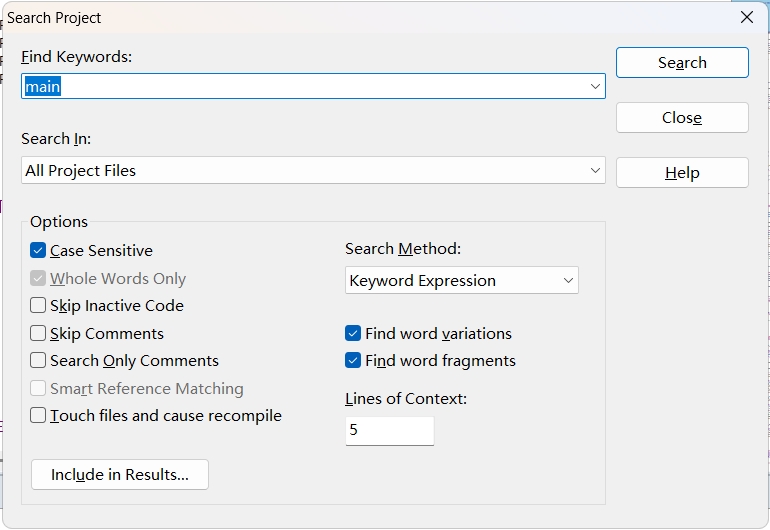 Search Project
Find Keywords:
main
Search
Close
Search In:
All Project Files
Help
Options
Case Sensitive
Whole Words Only
Skip Inactive Code
Skip Comments
Search Only Comments
Smart Reference Matching
Touch files and cause recompile
Include in Results...
Search Method:
Keyword Expression
Find word variations
Find word fragments
Lines of Context:
5